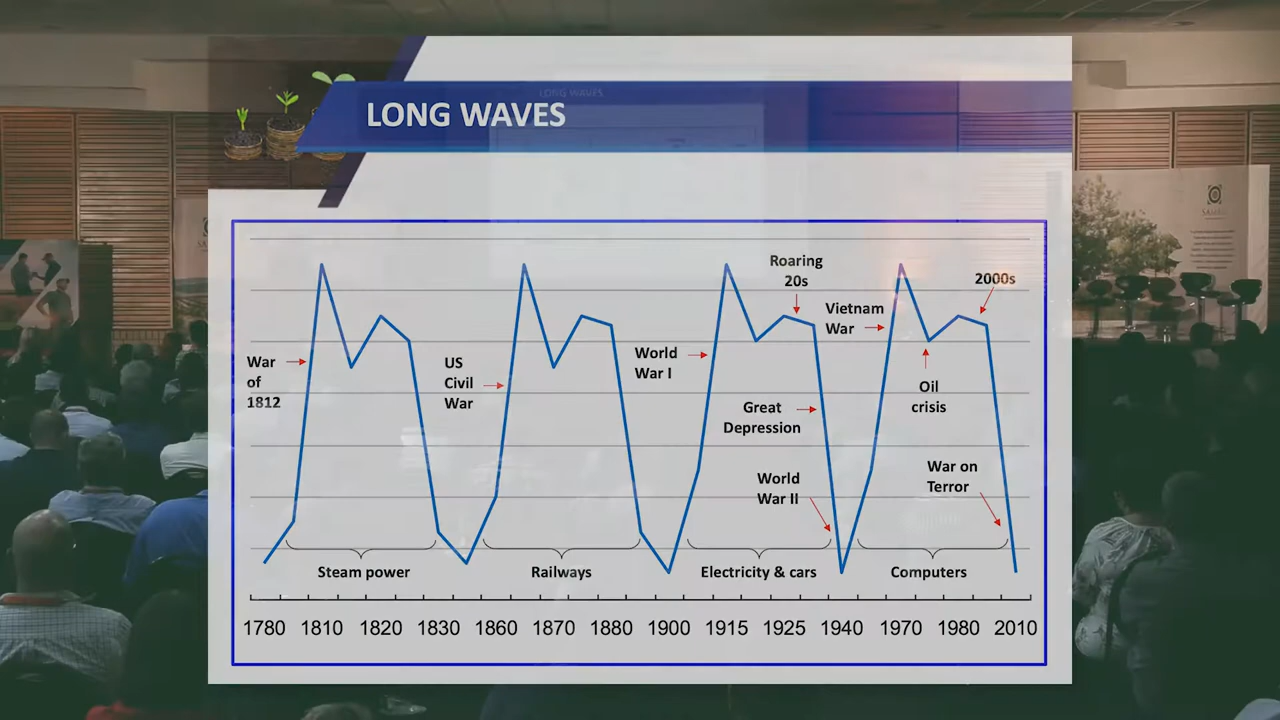 LONG WAVES
LONG WAVES
Roaring
20s
2000s
Vietnam
War
War
of
1812
US
Civil
War
World
War I
Oil
crisis
Great
Depression
World
War II
War on
Terror
Steam power
Railways
Electricity & cars
Computers
1780 1810 1820 1830 1860 1870 1880 1900 1915 1925 1940 1970 1980 2010